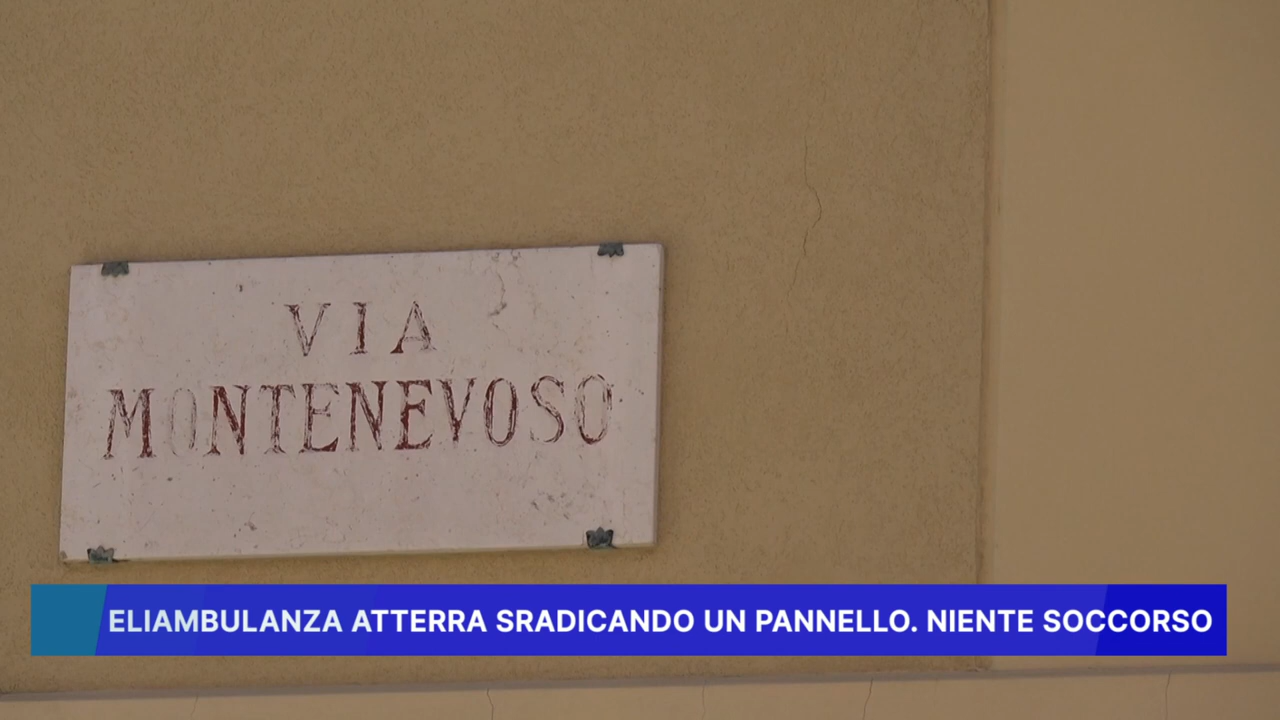 VIA
MONTENEVOSO
ELIAMBULANZA ATTERRA SRADICANDO UN PANNELLO. NIENTE SOCCORSO